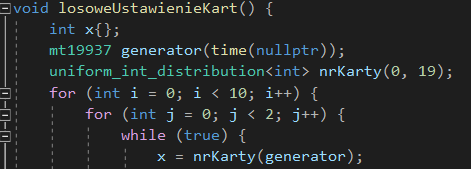 void losoweUstawienieKart() {
int x{};
mt19937 generator(time(nullptr));
uniform_int_distribution<int> nrKarty(0, 19);
for (int i = 0; i < 10; i++) {
for (int j = 0; j < 2; j++) {
while (true) {
x = nrKarty(generator);